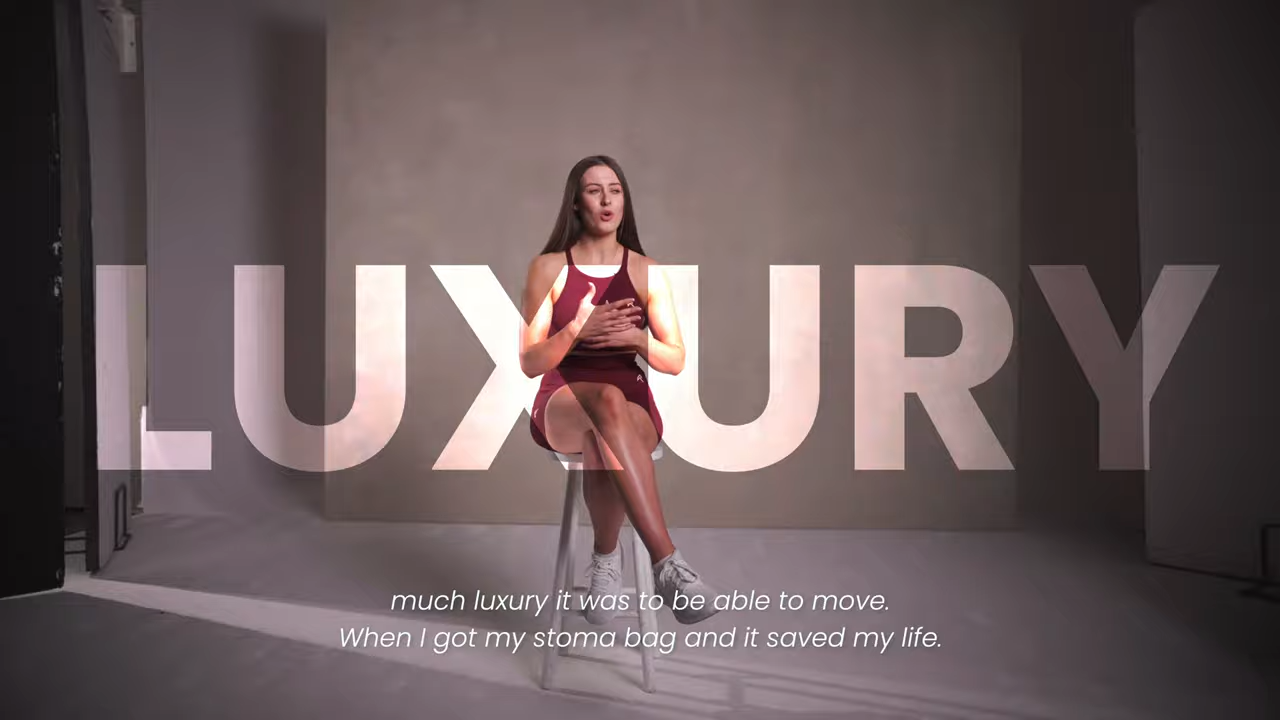 LUXURY
much luxury it was to be able to move.
When I got my stoma bag and it saved my life.